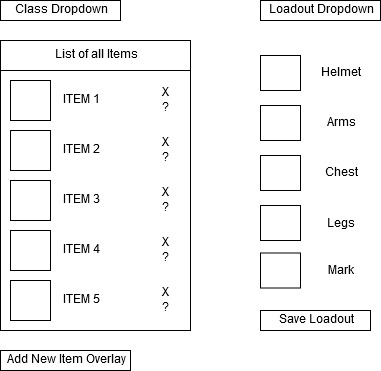 Class Dropdown
Loadout Dropdown
List of all Items
ITEM 1
X
?
ITEM 2
X
?
ITEM 3
X
?
ITEM 4
X
?
ITEM 5
X
?
Add New Item Overlay
Helmet
Arms
Chest
Legs
Mark
Save Loadout